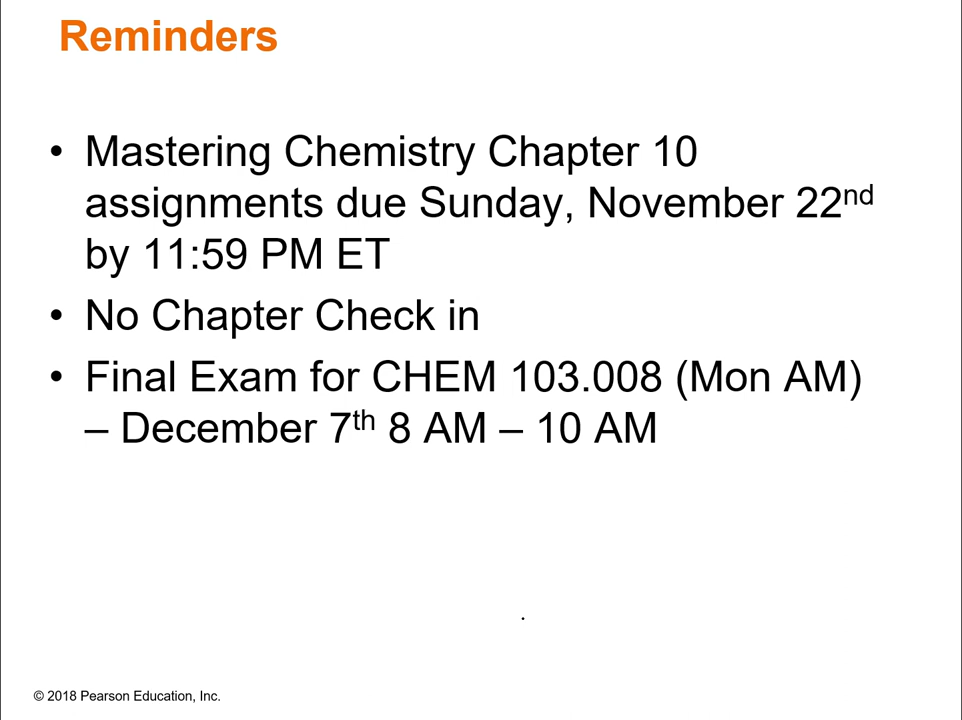 Reminders
• Mastering Chemistry Chapter 10
assignments due Sunday, November 22nd
by 11:59 PM ET
• No Chapter Check in
• Final Exam for CHEM 103.008 (Mon AM)
– December 7th 8 AM – 10 AM
© 2018 Pearson Education, Inc.